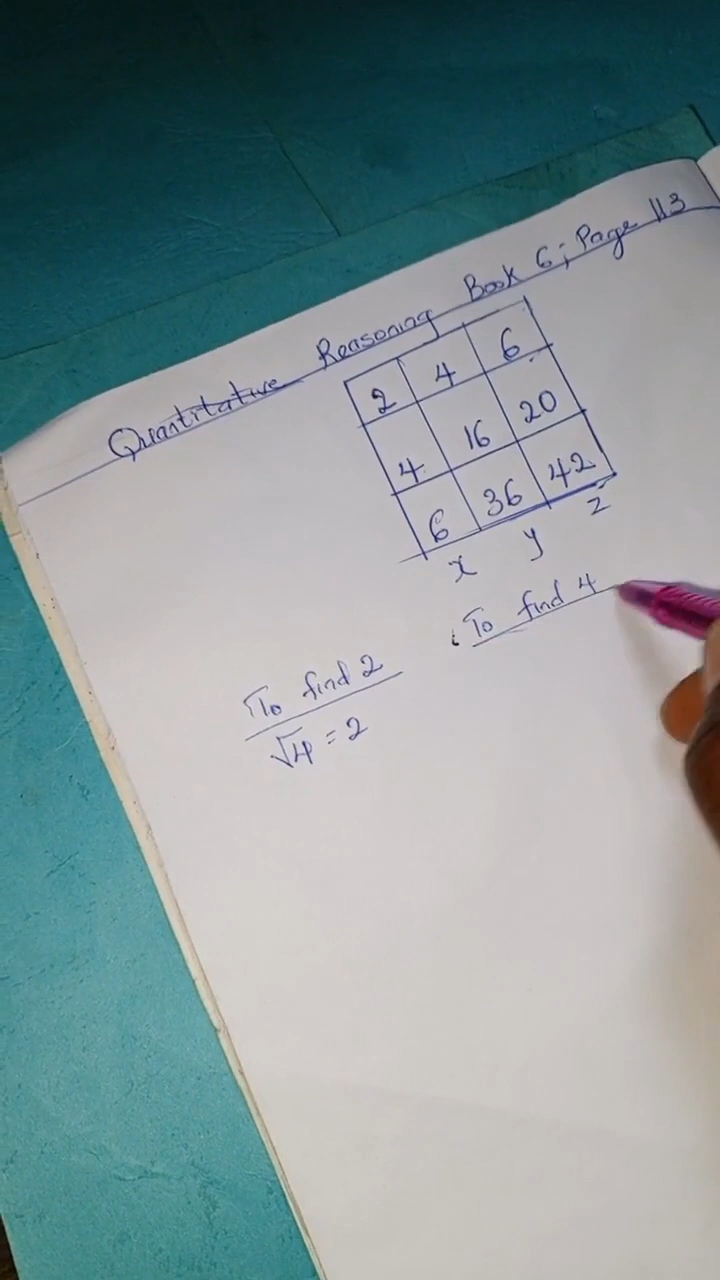 Quantitative Reasoning Book 6; Page 113
2 4 6
4 16 20
6 36 42
x y z
To find 2
√4 = 2
To find 4